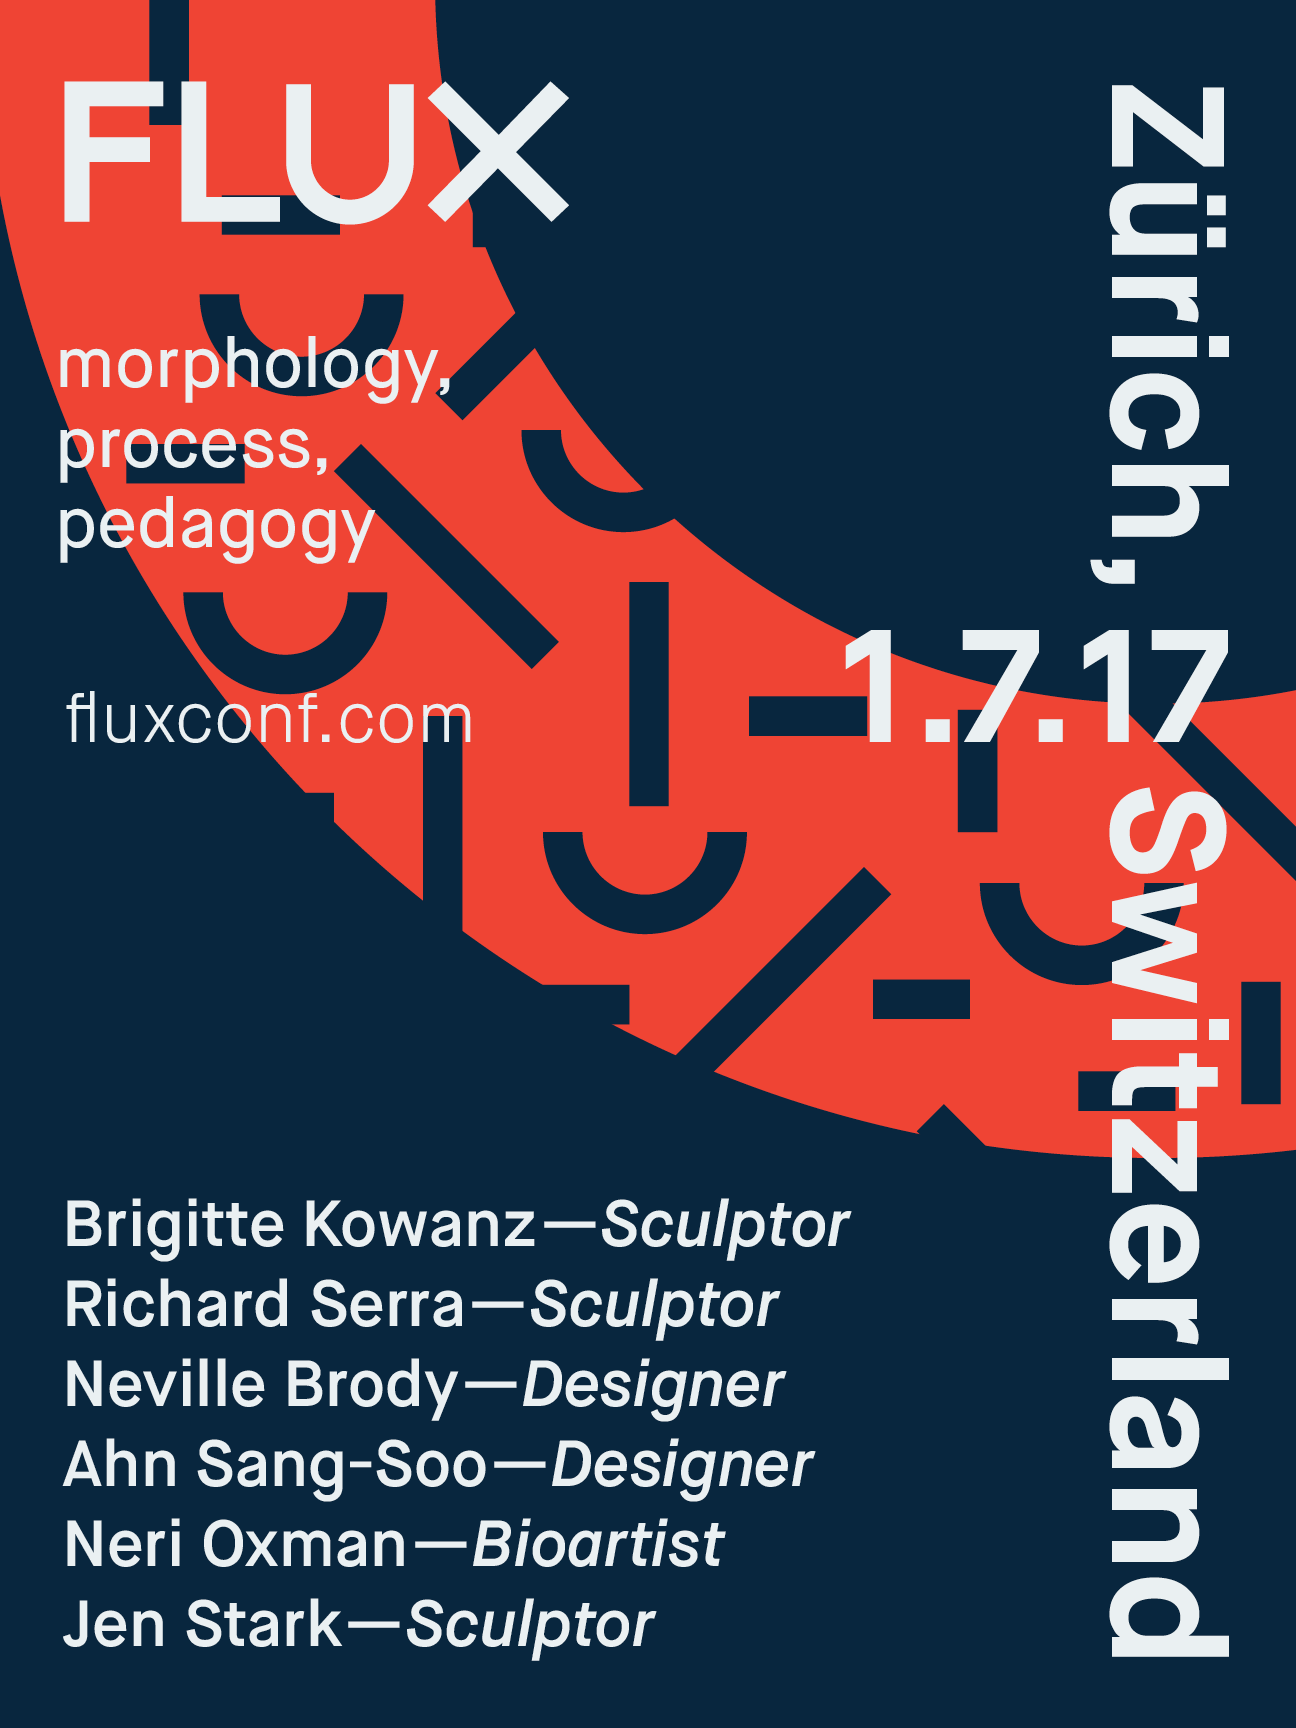 FLUX
morphology,
process,
pedagogy
fluxconf.com
Zürich,
1.7.17
Switzerland
Brigitte Kowanz—Sculptor
Richard Serra—Sculptor
Neville Brody—Designer
Ahn Sang-Soo—Designer
Neri Oxman—Bioartist
Jen Stark—Sculptor